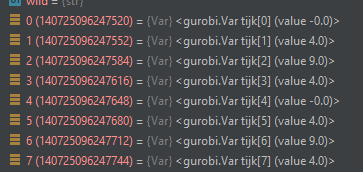 wild = {str}
0 (140725096247520) = {Var} <gurobi.Var tijk[0] (value -0.0)>
1 (140725096247552) = {Var} <gurobi.Var tijk[1] (value 4.0)>
2 (140725096247584) = {Var} <gurobi.Var tijk[2] (value 9.0)>
3 (140725096247616) = {Var} <gurobi.Var tijk[3] (value 4.0)>
4 (140725096247648) = {Var} <gurobi.Var tijk[4] (value -0.0)>
5 (140725096247680) = {Var} <gurobi.Var tijk[5] (value 4.0)>
6 (140725096247712) = {Var} <gurobi.Var tijk[6] (value 9.0)>
7 (140725096247744) = {Var} <gurobi.Var tijk[7] (value 4.0)>